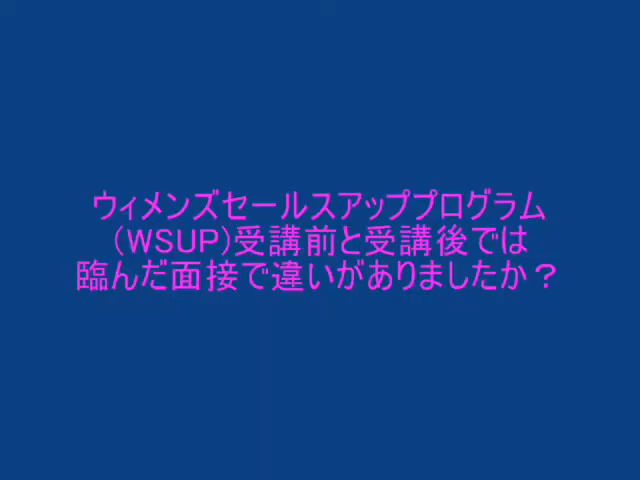 ウィメンズセールスアッププログラム
(WSUP)受講前と受講後では
臨んだ面接で違いがありましたか？